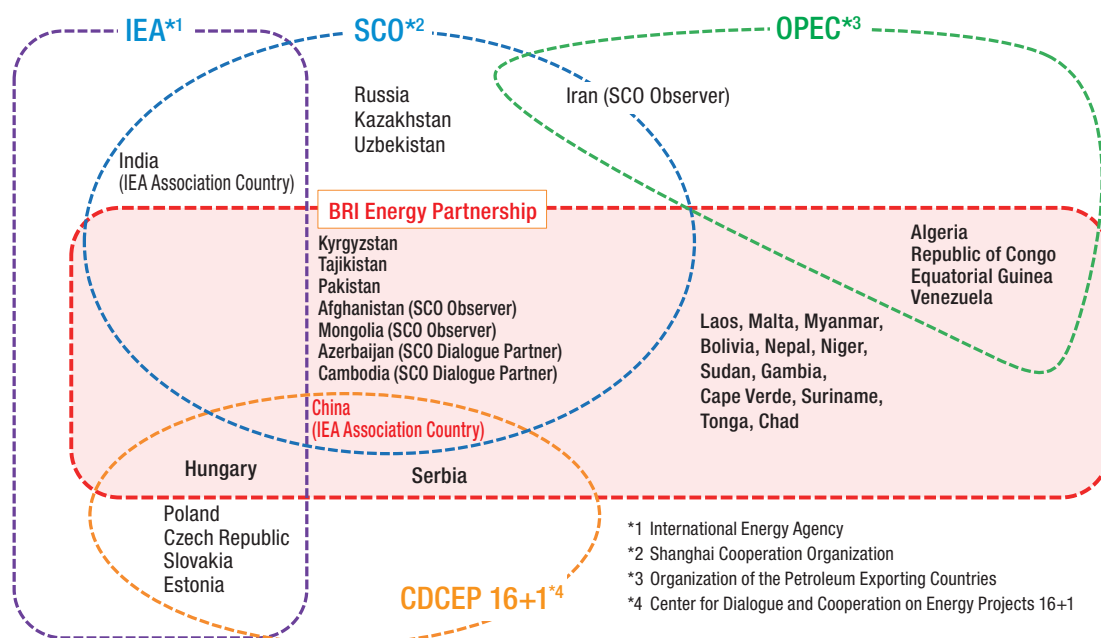 IEA*1
SCO*2
OPEC*3
Russia
Kazakhstan
Uzbekistan
Iran (SCO Observer)
India
(IEA Association Country)
BRI Energy Partnership
Kyrgyzstan
Tajikistan
Pakistan
Afghanistan (SCO Observer)
Mongolia (SCO Observer)
Azerbaijan (SCO Dialogue Partner)
Cambodia (SCO Dialogue Partner)
China
(IEA Association Country)
Algeria
Republic of Congo
Equatorial Guinea
Venezuela
Laos, Malta, Myanmar,
Bolivia, Nepal, Niger,
Sudan, Gambia,
Cape Verde, Suriname,
Tonga, Chad
Hungary
Serbia
Poland
Czech Republic
Slovakia
Estonia
CDCEP 16+1*4
*1 International Energy Agency
*2 Shanghai Cooperation Organization
*3 Organization of the Petroleum Exporting Countries
*4 Center for Dialogue and Cooperation on Energy Projects 16+1